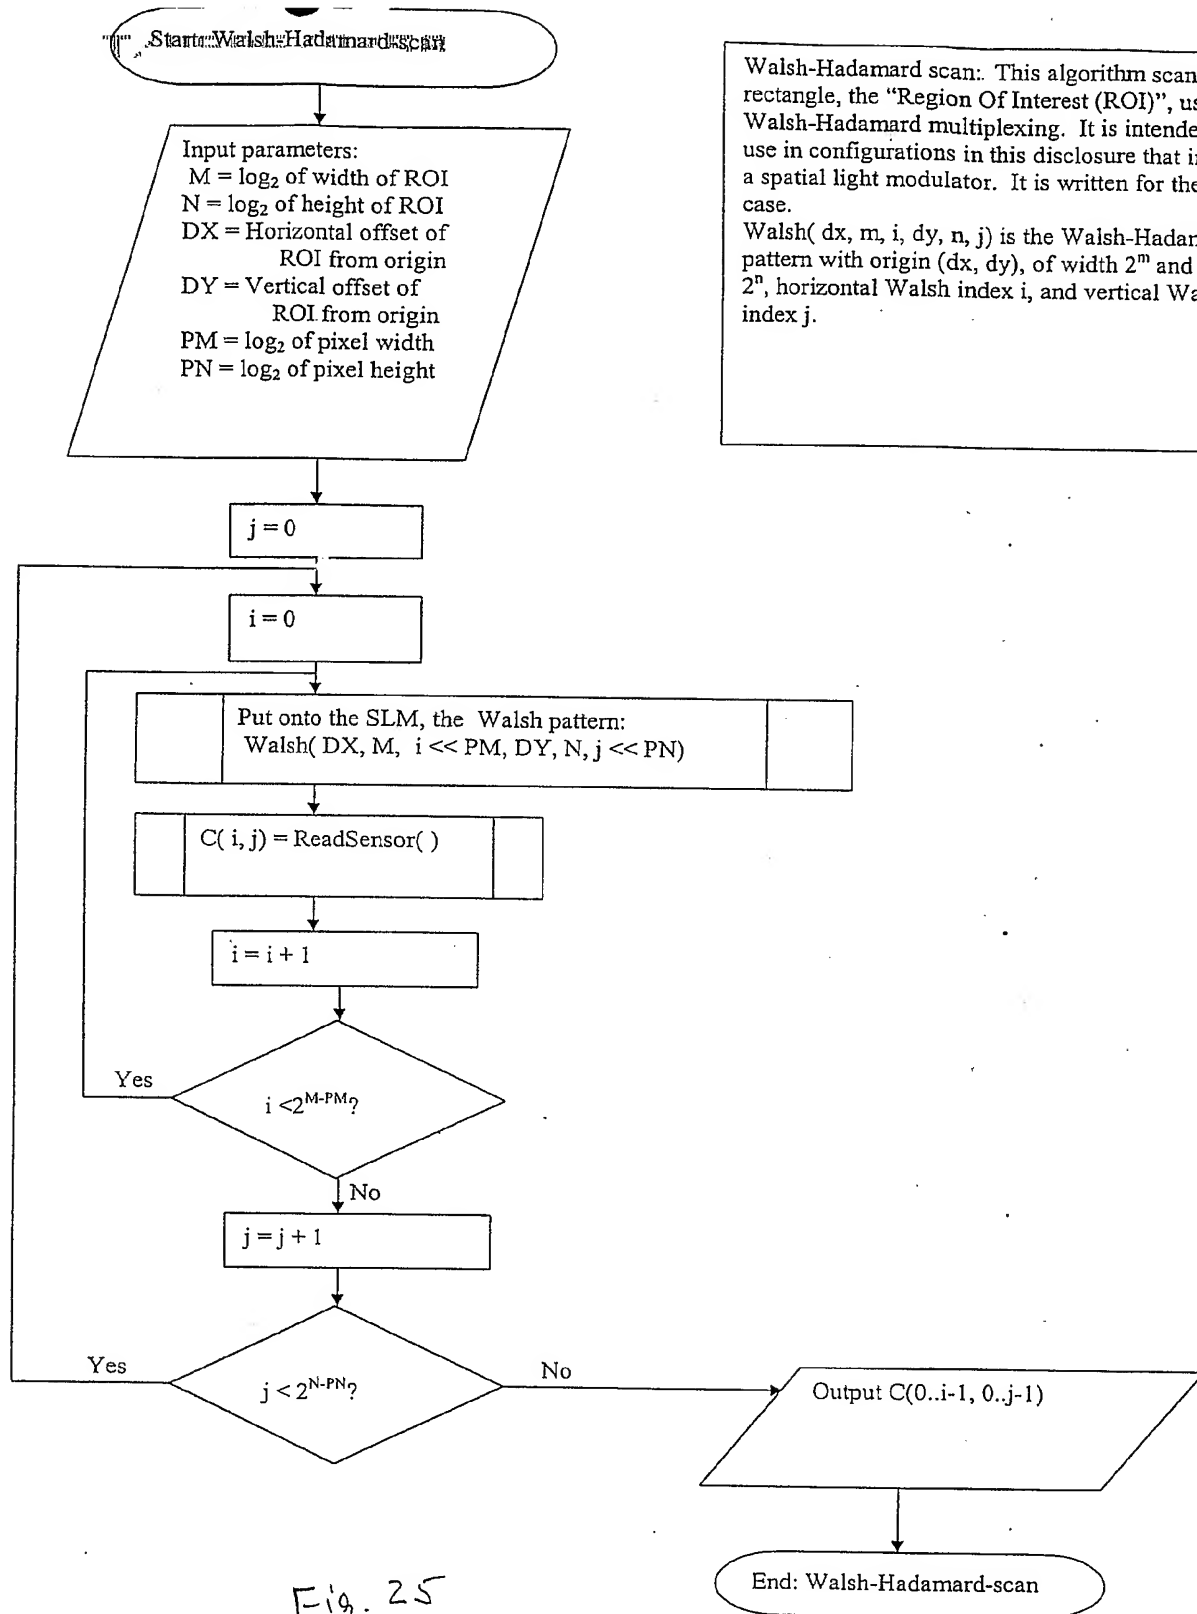 Start: Walsh-Hadamard-scan
Walsh-Hadamard scan:. This algorithm scan
rectangle, the "Region Of Interest (ROI)", us
Walsh-Hadamard multiplexing. It is intende
use in configurations in this disclosure that i
a spatial light modulator. It is written for the
case.
Walsh( dx, m, i, dy, n, j) is the Walsh-Hadam
pattern with origin (dx, dy), of width 2^m and
2^n, horizontal Walsh index i, and vertical Wa
index j.
Input parameters:
M = log₂ of width of ROI
N = log₂ of height of ROI
DX = Horizontal offset of
ROI from origin
DY = Vertical offset of
ROI from origin
PM = log₂ of pixel width
PN = log₂ of pixel height
j = 0
i = 0
Put onto the SLM, the Walsh pattern:
Walsh( DX, M, i << PM, DY, N, j << PN)
C( i, j) = ReadSensor( )
i = i + 1
Yes
i <2^M-PM?
No
j = j + 1
Yes
j < 2^N-PN?
No
Output C(0..i-1, 0..j-1)
End: Walsh-Hadamard-scan
Fig. 25